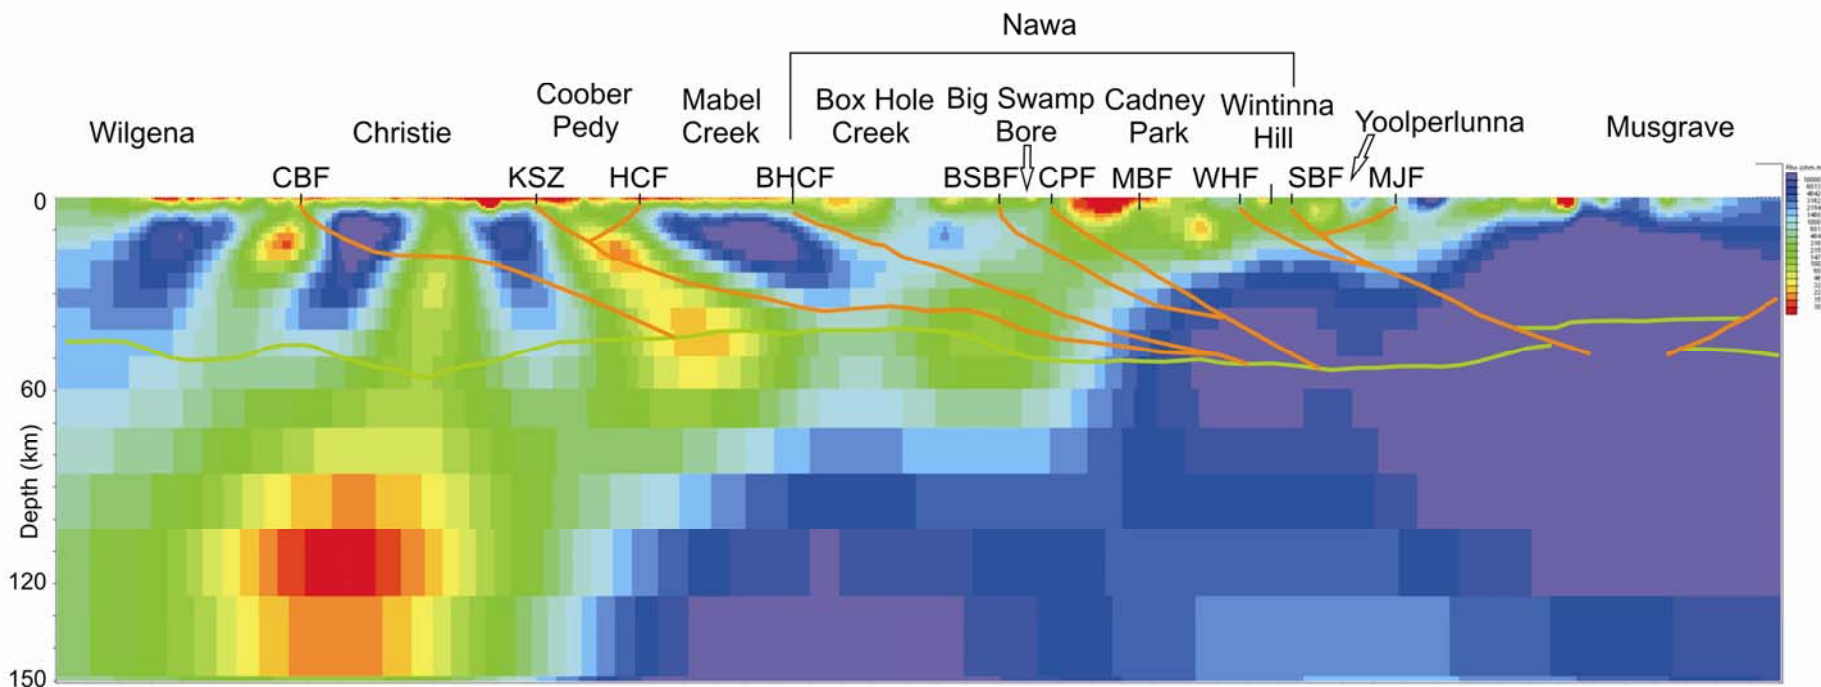 Nawa
Coober
Pedy
Mabel
Creek
Box Hole
Creek
Big Swamp
Bore
Cadney
Park
Wintinna
Hill
Yoolperlunna
Wilgena
Christie
Musgrave
CBF
KSZ
HCF
BHCF
BSBF
CPF
MBF
WHF
SBF
MJF
0
60
Depth (km)
120
150